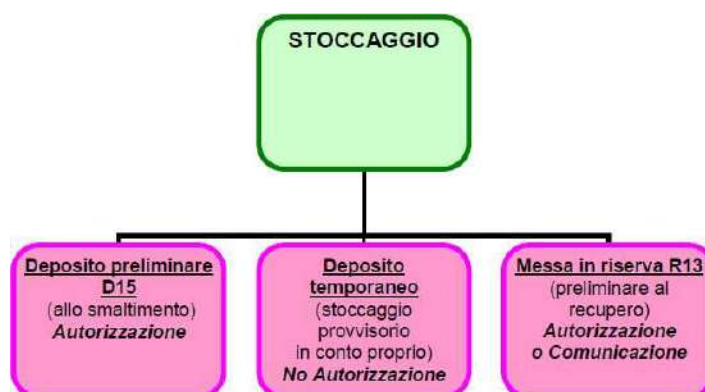 STOCCAGGIO
Deposito preliminare
D15
(allo smaltimento)
Autorizzazione
Deposito
temporaneo
(stoccaggio
provvisorio
in conto proprio)
No Autorizzazione
Messa in riserva R13
(preliminare al
recupero)
Autorizzazione
o Comunicazione